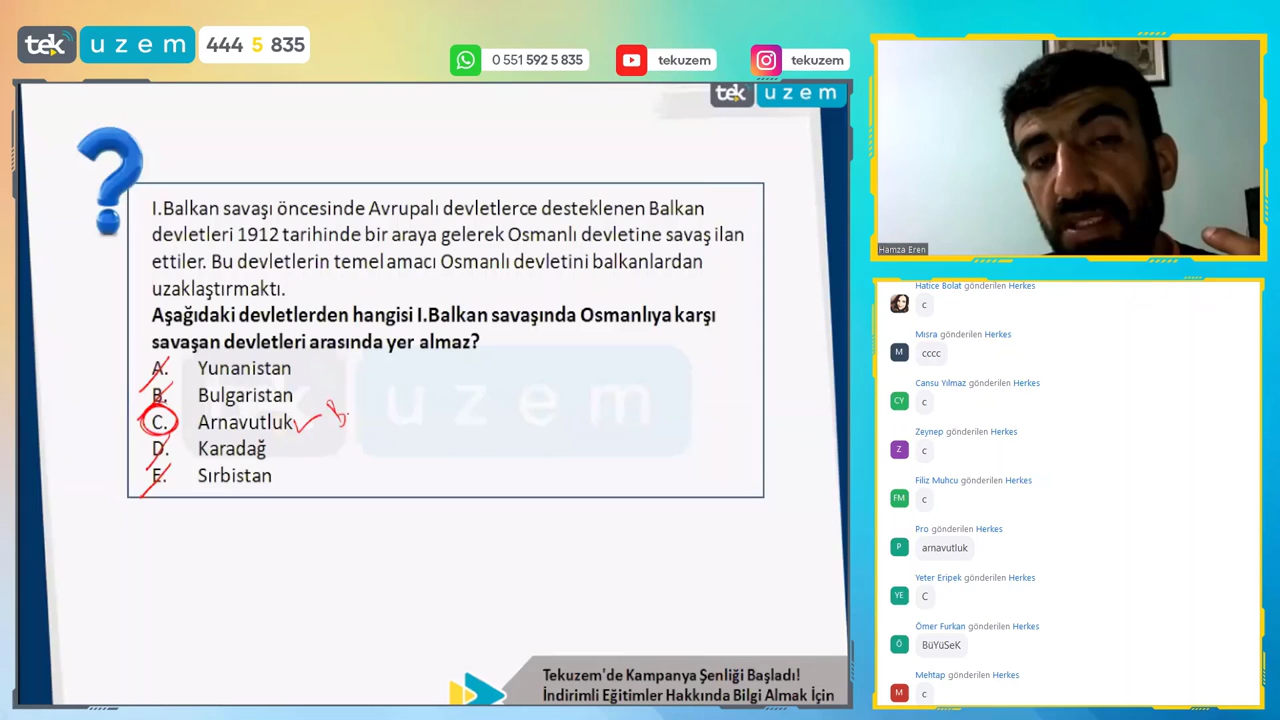 tek uzem 444 5 835
0 551 592 5 835
tekuzem
tekuzem
tek uzem
I.Balkan savaşı öncesinde Avrupalı devletlerce desteklenen Balkan
devletleri 1912 tarihinde bir araya gelerek Osmanlı devletine savaş ilan
ettiler. Bu devletlerin temel amacı Osmanlı devletini balkanlardan
uzaklaştırmaktı.
Aşağıdaki devletlerden hangisi I.Balkan savaşında Osmanlıya karşı
savaşan devletleri arasında yer almaz?
A. Yunanistan
B. Bulgaristan
C. Arnavutluk
D. Karadağ
E. Sırbistan
tek uzem
Tekuzem'de Kampanya Şenliği Başladı!
İndirimli Eğitimler Hakkında Bilgi Almak İçin
Hamza Eren
Hatice Bolat gönderilen Herkes
c
Mısra gönderilen Herkes
M
cccc
Cansu Yılmaz gönderilen Herkes
CY
c
Zeynep gönderilen Herkes
Z
c
Filiz Muhcu gönderilen Herkes
FM
c
Pro gönderilen Herkes
P
arnavutluk
Yeter Eripek gönderilen Herkes
YE
C
Ömer Furkan gönderilen Herkes
Ö
BüYüSeK
Mehtap gönderilen Herkes
M
c